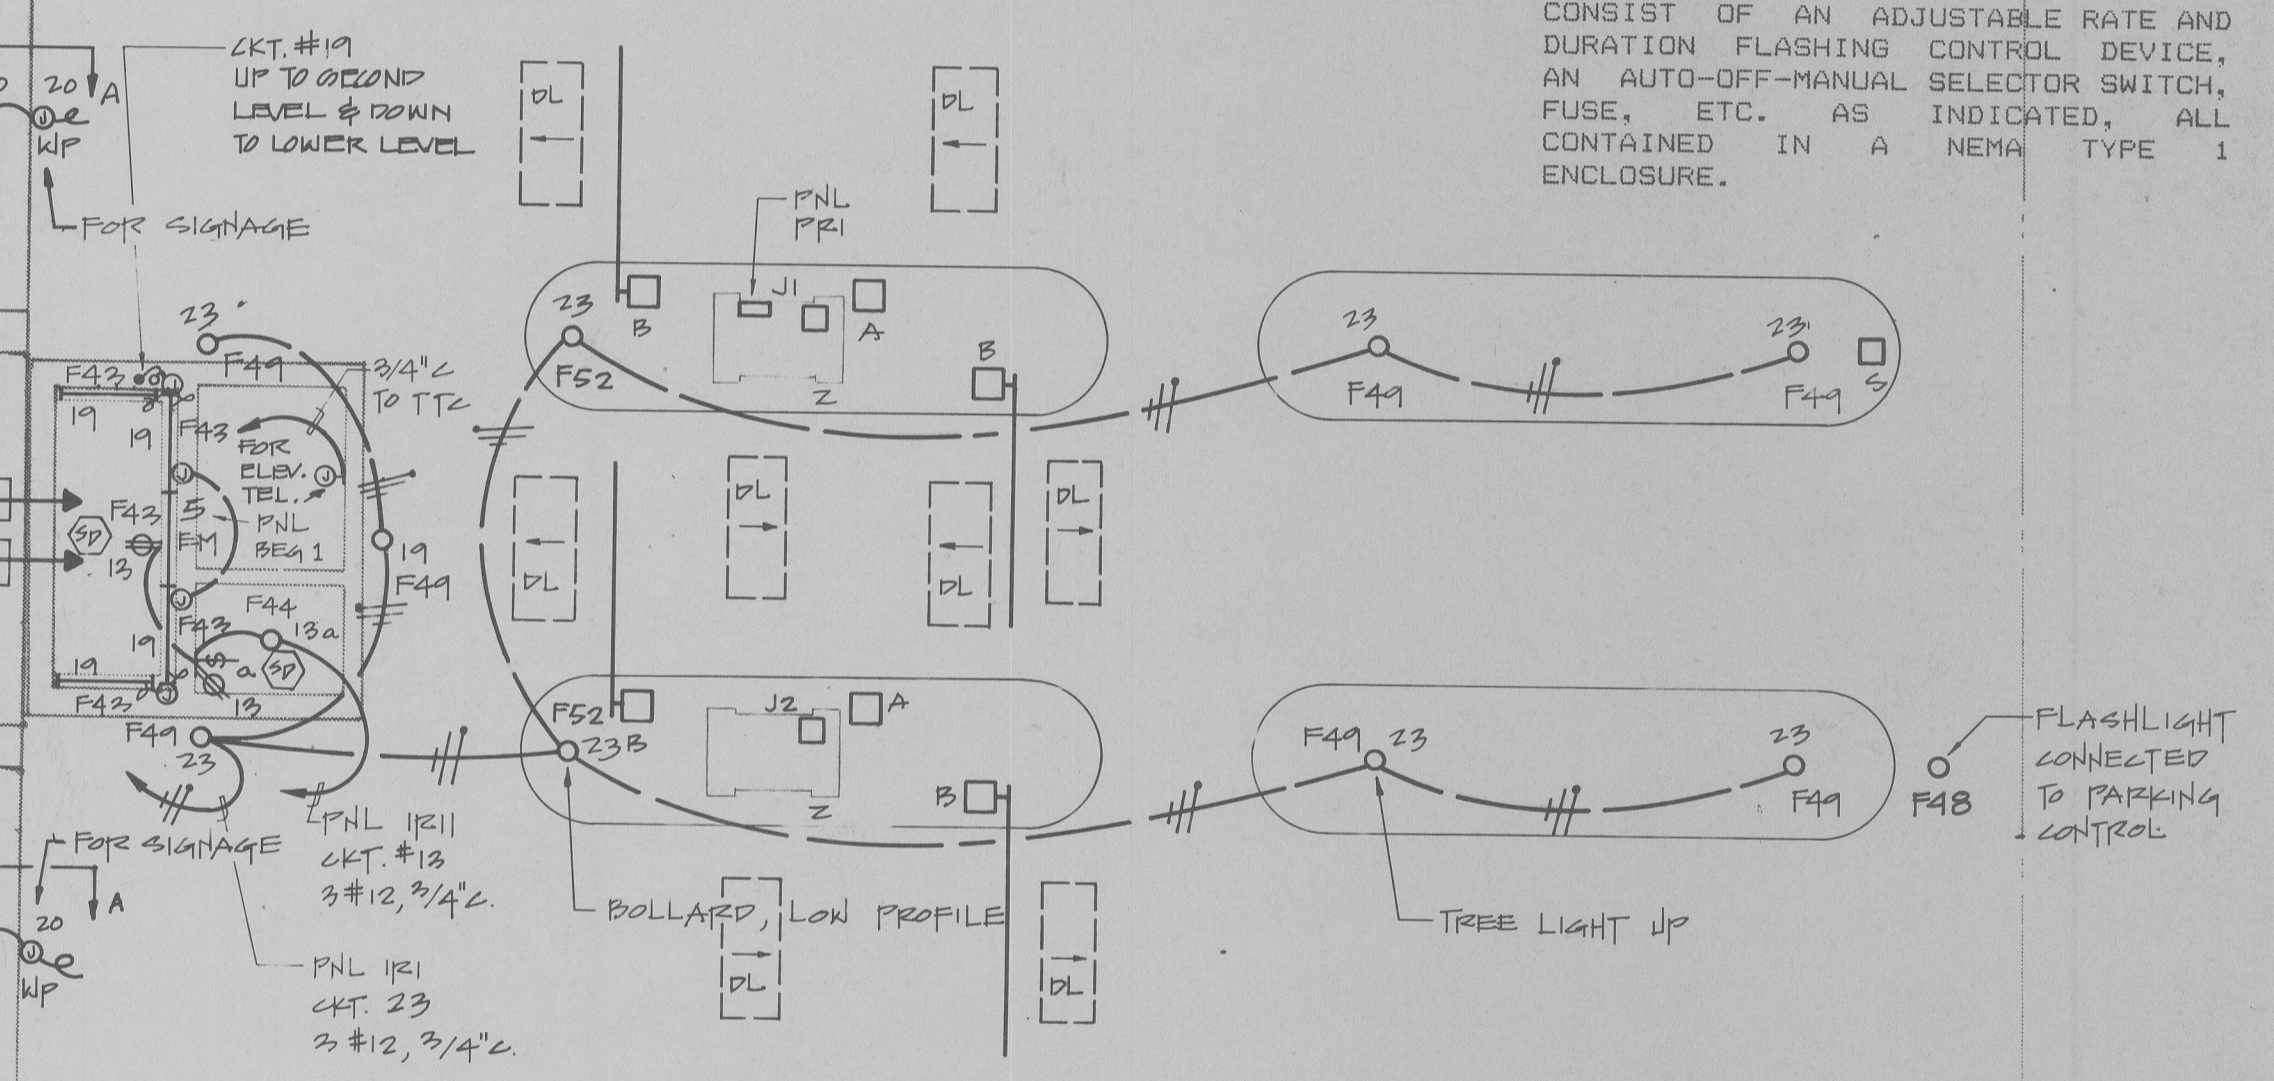 CONSIST OF AN ADJUSTABLE RATE AND
DURATION FLASHING CONTROL DEVICE,
AN AUTO-OFF-MANUAL SELECTOR SWITCH,
FUSE, ETC. AS INDICATED, ALL
CONTAINED IN A NEMA TYPE 1
ENCLOSURE.
CKT. #19
UP TO SECOND
LEVEL & DOWN
TO LOWER LEVEL
20
A
J
WP
FOR SIGNAGE
DL
DL
PNL
PR1
23
F49
3/4"C
TO TTC
23
F52
B
J1
A
Z
B
23
F49
23
F49
S
F43
19
19
F43
FOR
ELEV.
TEL.
J
J
F43
5
EM
PNL
BEG 1
SD
13
19
F49
J
F44
F43
13a
19
19
$
a
SD
F43
13
DL
DL
DL
DL
F49
23
F52
23
B
J2
A
B
Z
F49
23
23
F49
F48
FLASHLIGHT
CONNECTED
TO PARKING
CONTROL.
FOR SIGNAGE
PNL 1R11
CKT. #13
3#12, 3/4"C.
A
20
J
WP
PNL 1R1
CKT. 23
3 #12, 3/4"C.
BOLLARD, LOW PROFILE
TREE LIGHT UP
DL
DL